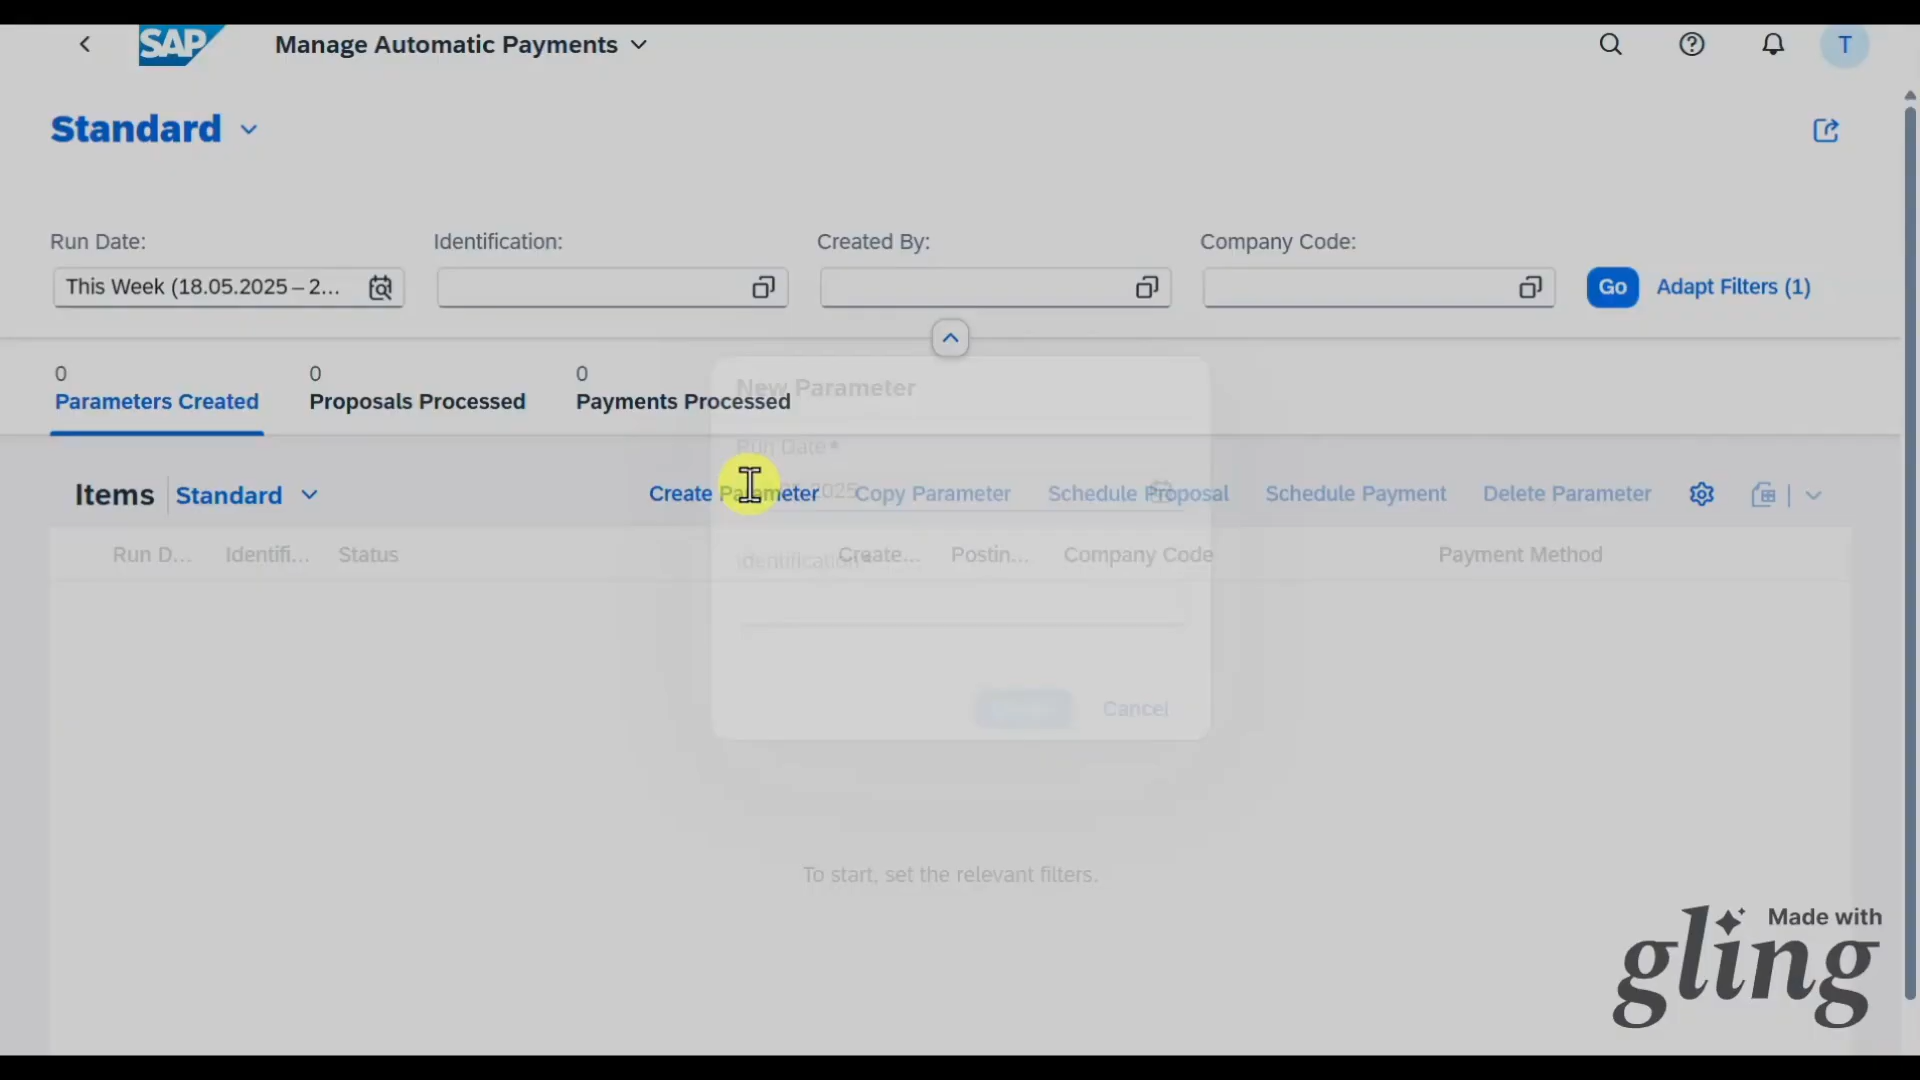 SAP
Manage Automatic Payments
T
Standard
Run Date:
Identification:
Created By:
Company Code:
This Week (18.05.2025 – 2...
Go
Adapt Filters (1)
0
0
0
Parameters Created
Proposals Processed
Payments Processed
New Parameter
Run Date*
2025
Items
Standard
Create Parameter
Copy Parameter
Schedule Proposal
Schedule Payment
Delete Parameter
Run D...
Identifi...
Status
Create...
Postin...
Company Code
Payment Method
Identification*
Cancel
To start, set the relevant filters.
Made with
gling